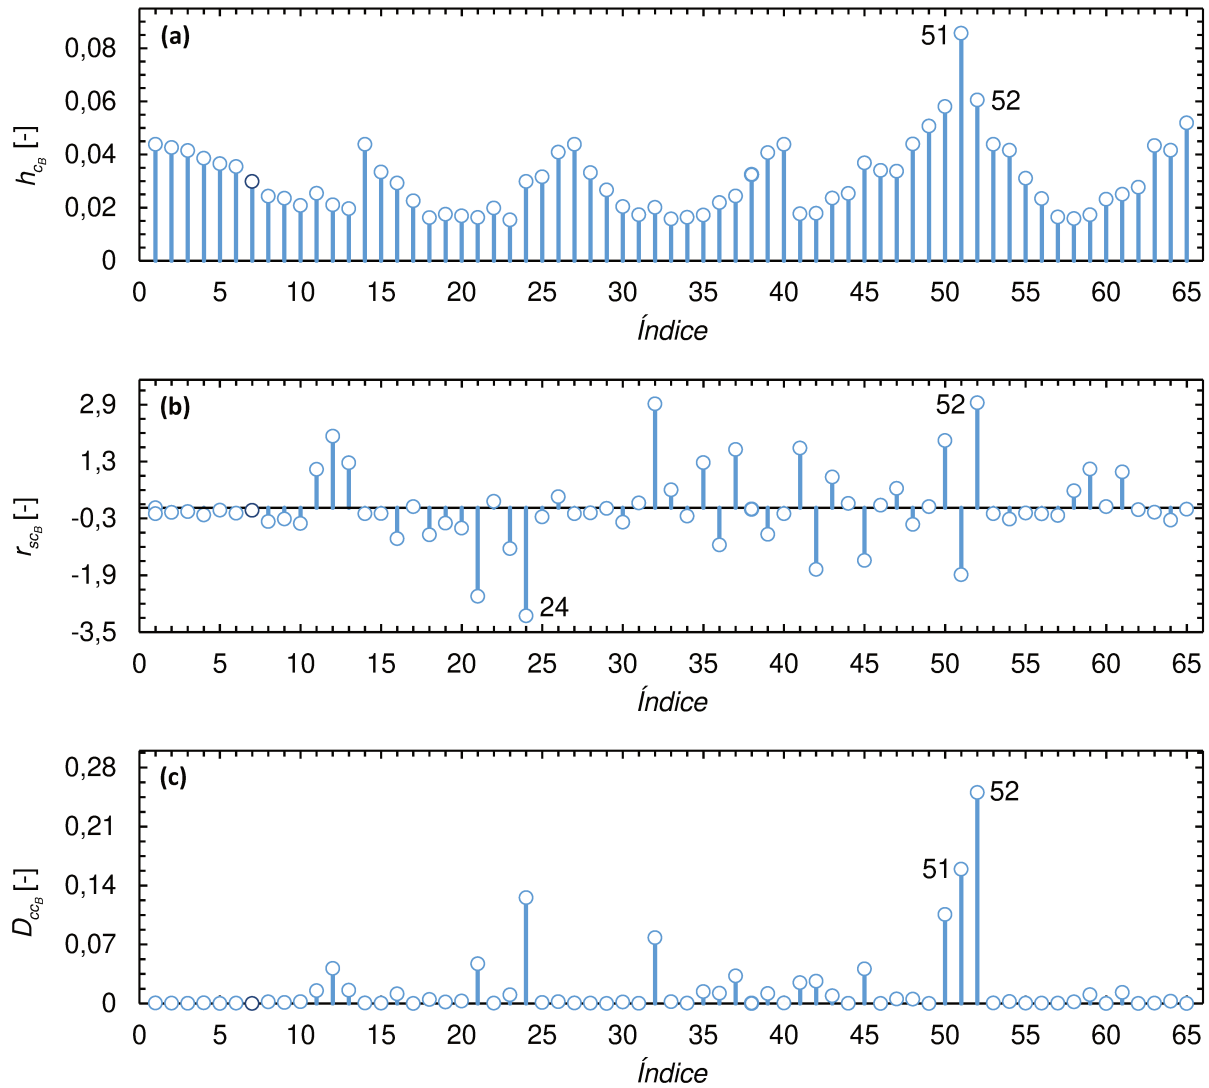 (a)
h_{c_B} [-]
0,08
0,06
0,04
0,02
0
51
52
0 5 10 15 20 25 30 35 40 45 50 55 60 65
Índice
(b)
r_{sc_B} [-]
2,9
1,3
-0,3
-1,9
-3,5
52
24
0 5 10 15 20 25 30 35 40 45 50 55 60 65
Índice
(c)
D_{cc_B} [-]
0,28
0,21
0,14
0,07
0
52
51
0 5 10 15 20 25 30 35 40 45 50 55 60 65
Índice